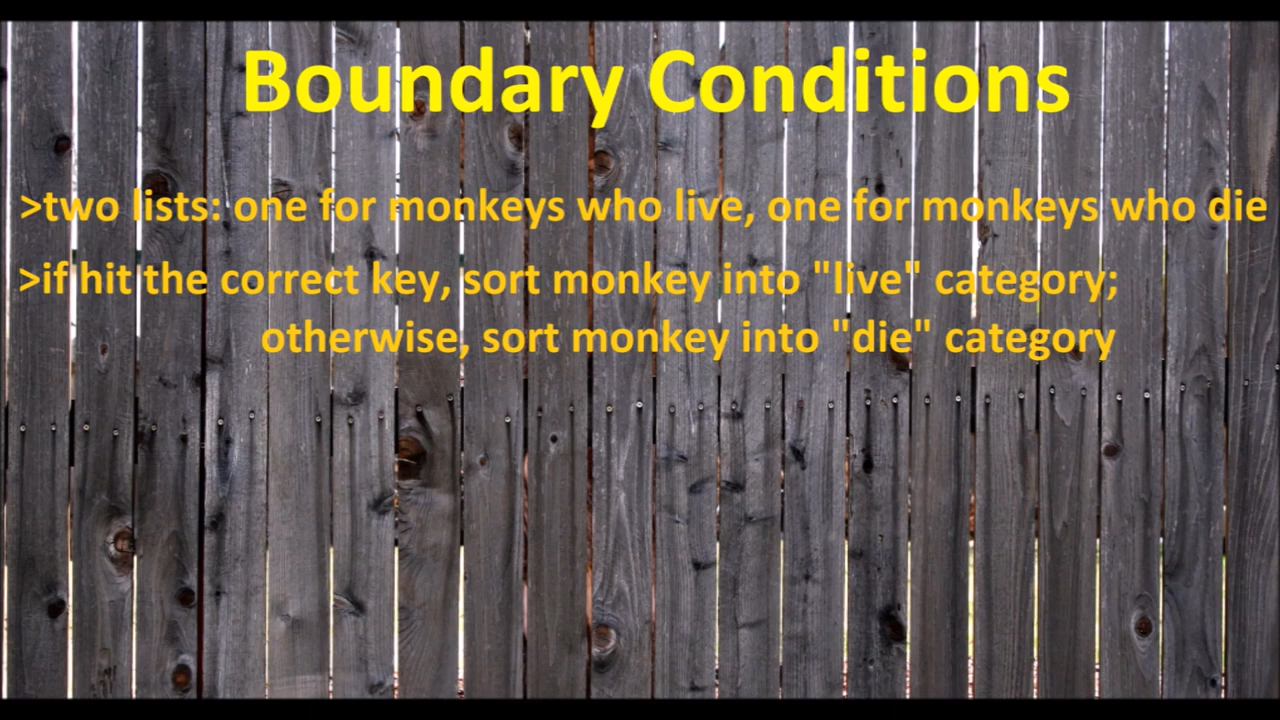 Boundary Conditions
>two lists: one for monkeys who live, one for monkeys who die
>if hit the correct key, sort monkey into "live" category;
otherwise, sort monkey into "die" category